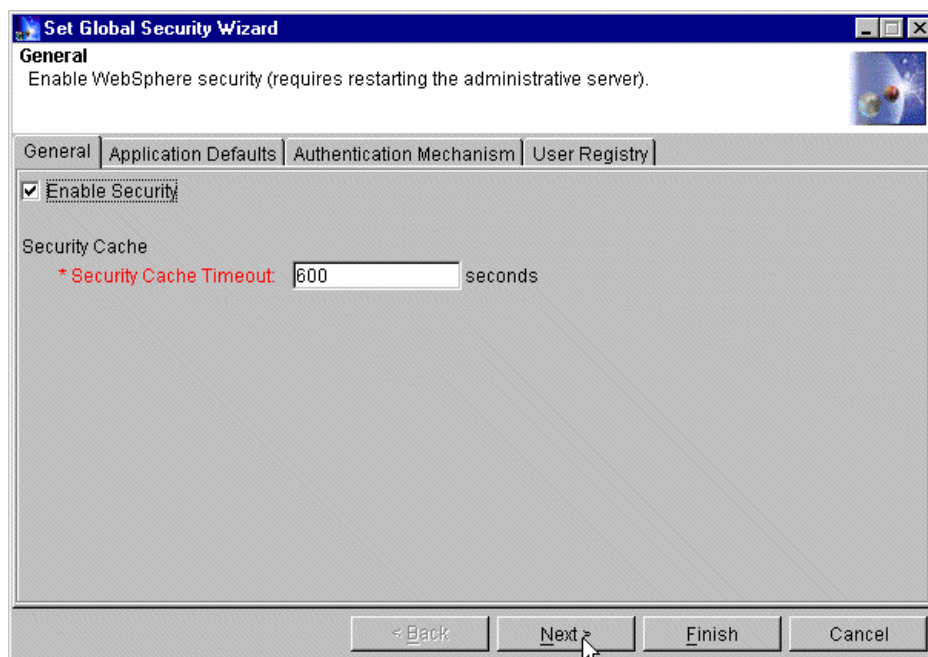 Set Global Security Wizard
General
Enable WebSphere security (requires restarting the administrative server).
General Application Defaults Authentication Mechanism User Registry
Enable Security
Security Cache
* Security Cache Timeout: 600 seconds
< Back Next > Finish Cancel